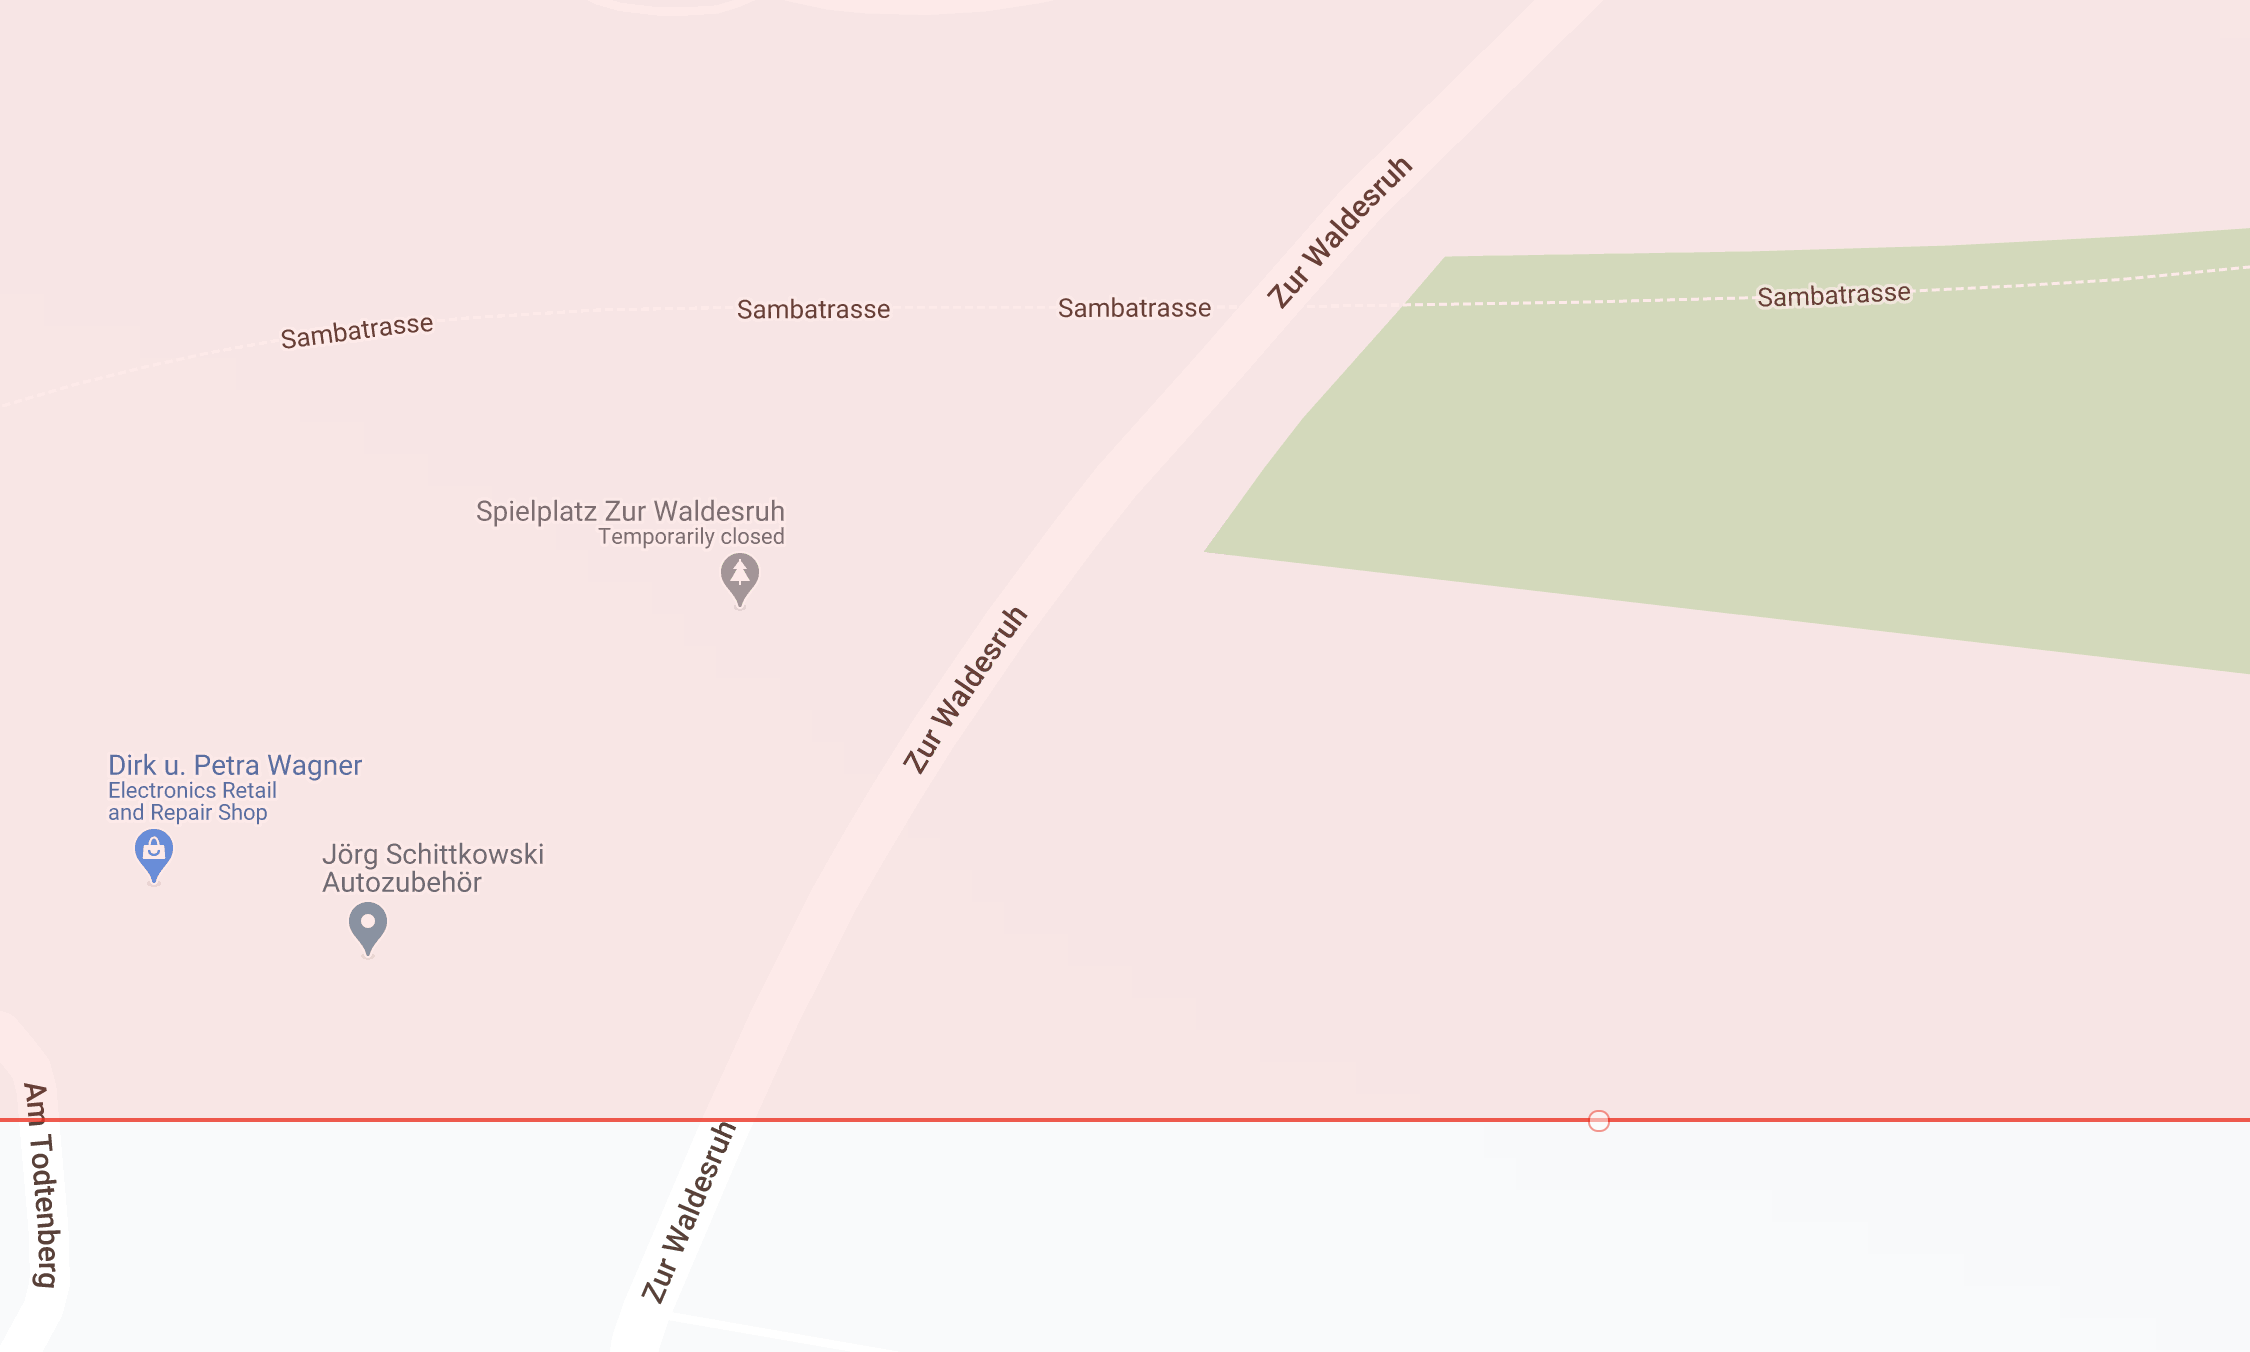 Zur Waldesruh
Sambatrasse
Sambatrasse
Sambatrasse
Sambatrasse
Spielplatz Zur Waldesruh
Temporarily closed
Zur Waldesruh
Dirk u. Petra Wagner
Electronics Retail
and Repair Shop
Jörg Schittkowski
Autozubehör
Am Todtenberg
Zur Waldesruh